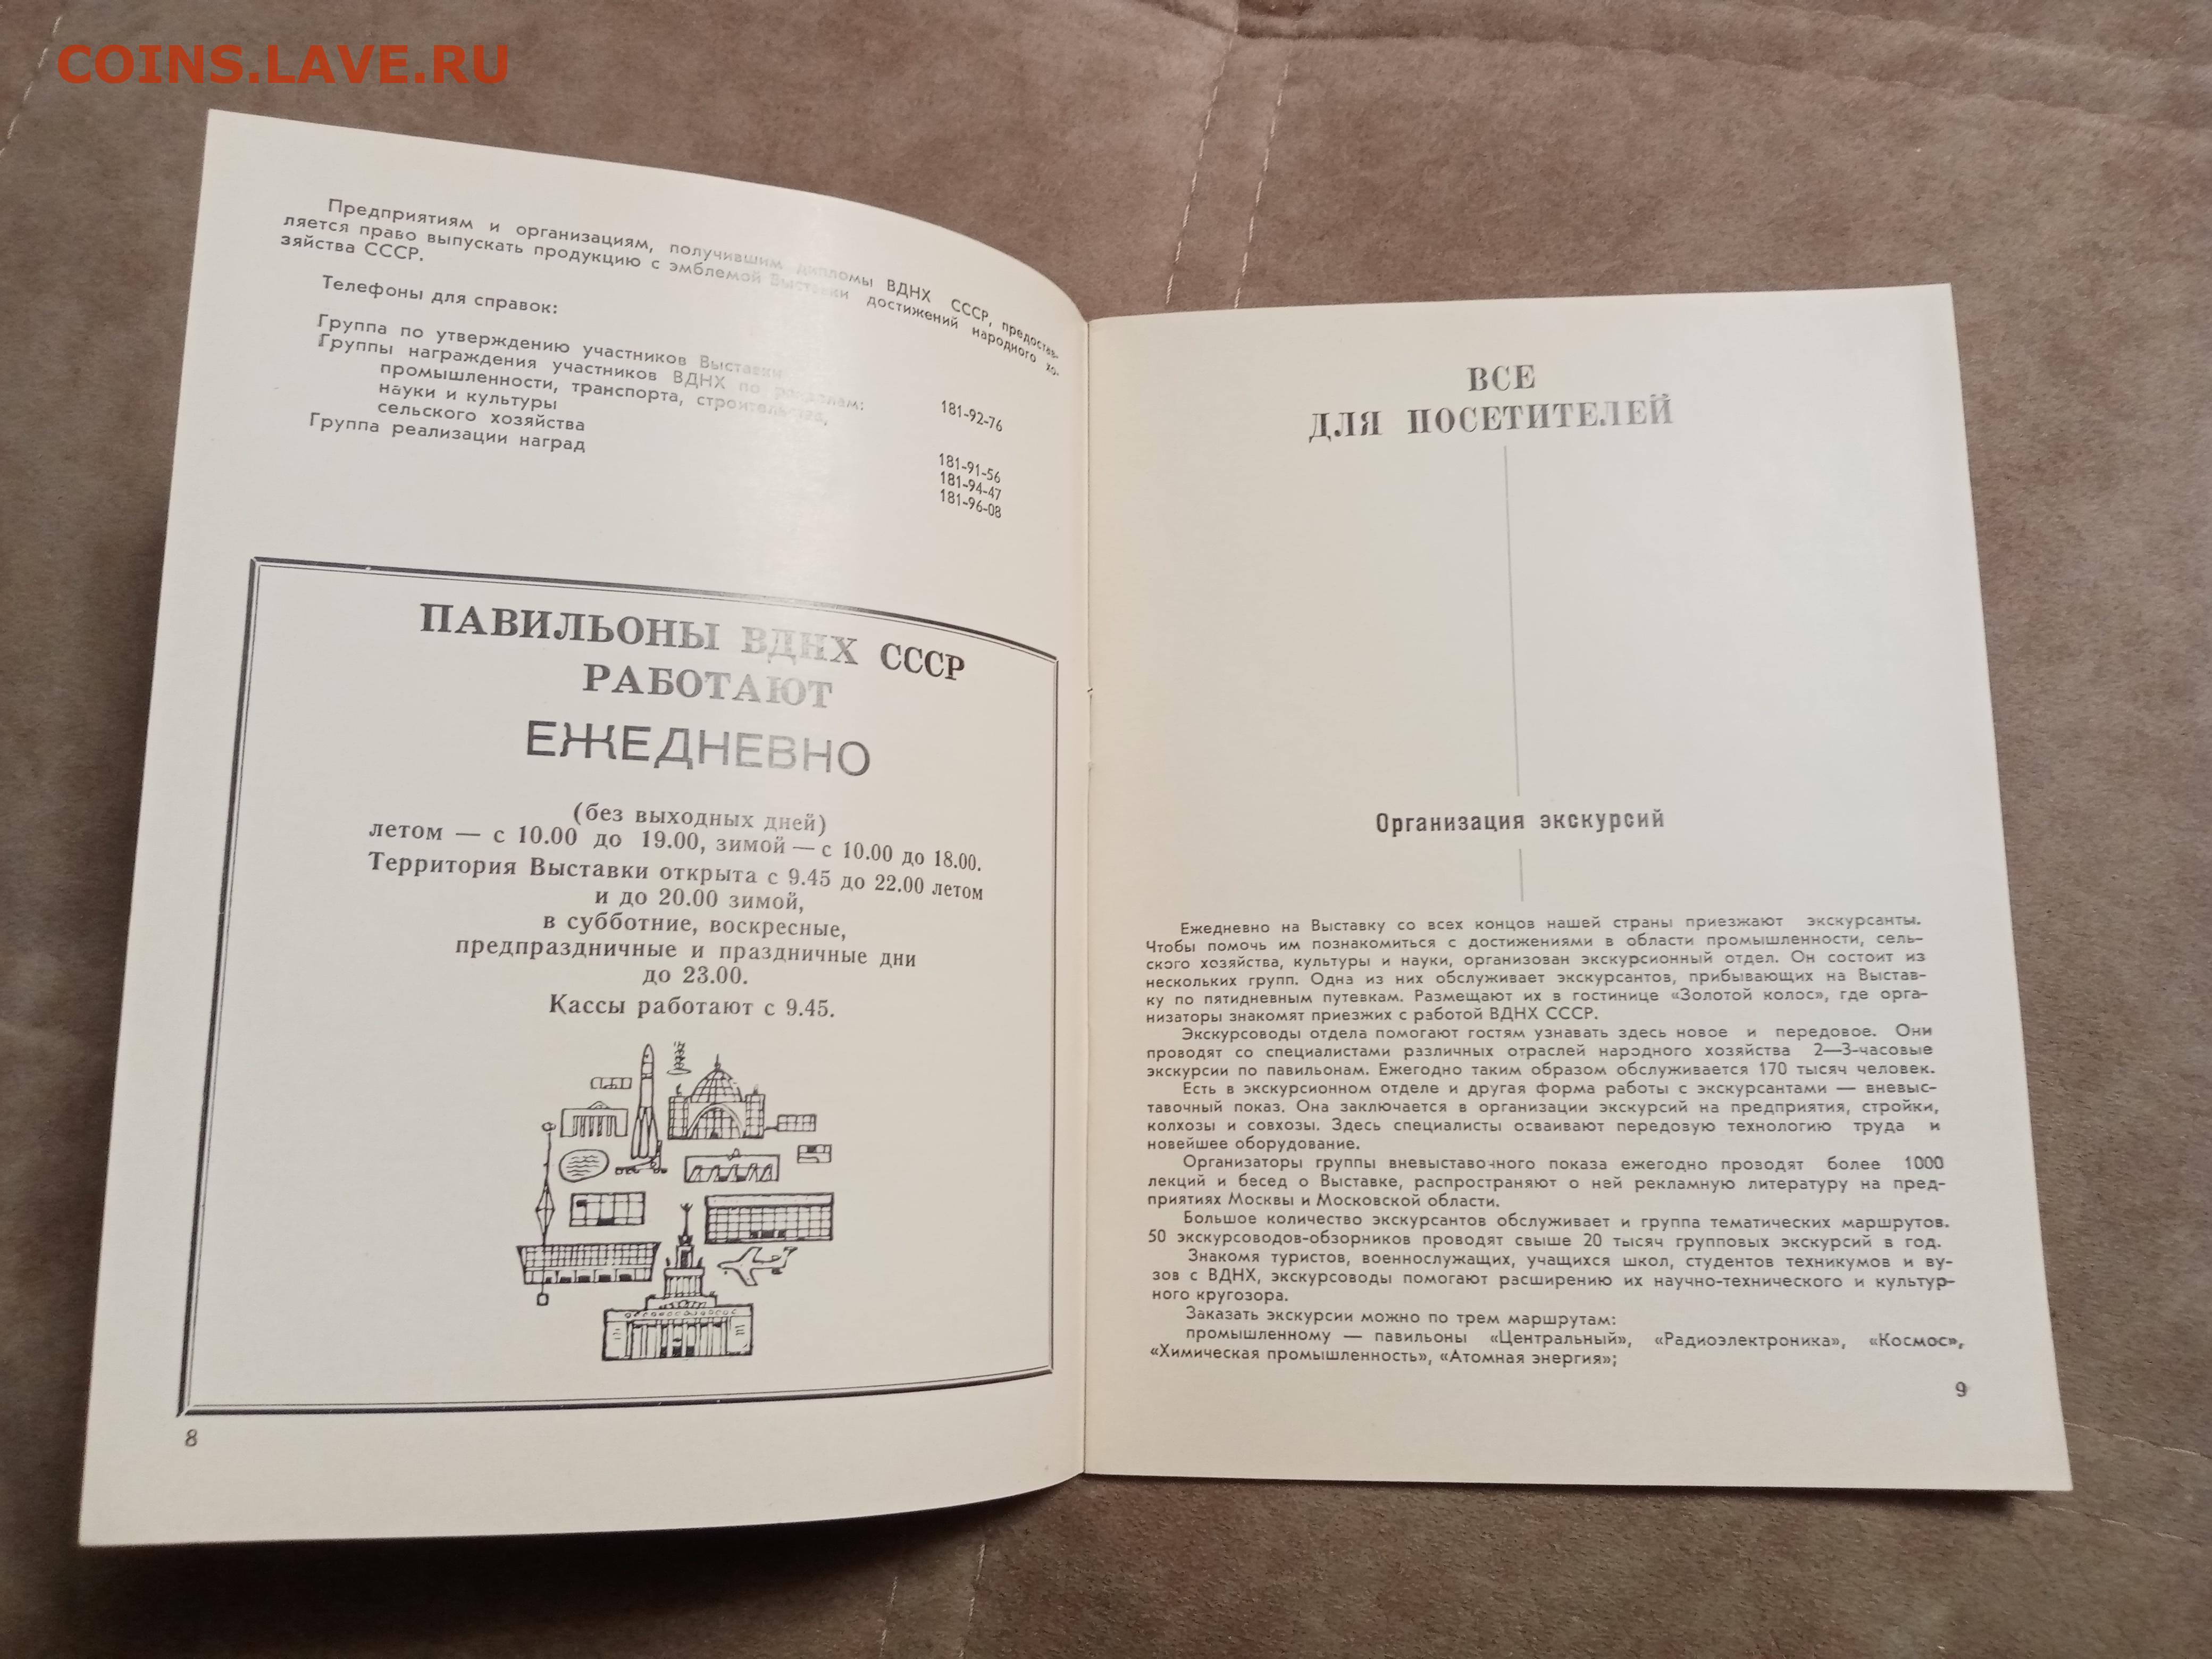 COINS.LAVE.RU
Предприятиям и организациям, получившим дипломы ВДНХ СССР, предостав-
ляется право выпускать продукцию с эмблемой Выставки достижений народного хо-
зяйства СССР.
Телефоны для справок:
Группа по утверждению участников Выставки 181-92-76
Группы награждения участников ВДНХ по разделам:
промышленности, транспорта, строительства,
науки и культуры 181-91-56
сельского хозяйства 181-94-47
Группа реализации наград 181-96-08
ПАВИЛЬОНЫ ВДНХ СССР
РАБОТАЮТ
ЕЖЕДНЕВНО
(без выходных дней)
летом — с 10.00 до 19.00, зимой — с 10.00 до 18.00.
Территория Выставки открыта с 9.45 до 22.00 летом
и до 20.00 зимой,
в субботние, воскресные,
предпраздничные и праздничные дни
до 23.00.
Кассы работают с 9.45.
8
ВСЕ
ДЛЯ ПОСЕТИТЕЛЕЙ
Организация экскурсий
Ежедневно на Выставку со всех концов нашей страны приезжают экскурсанты.
Чтобы помочь им познакомиться с достижениями в области промышленности, сель-
ского хозяйства, культуры и науки, организован экскурсионный отдел. Он состоит из
нескольких групп. Одна из них обслуживает экскурсантов, прибывающих на Выстав-
ку по пятидневным путевкам. Размещают их в гостинице «Золотой колос», где орга-
низаторы знакомят приезжих с работой ВДНХ СССР.
Экскурсоводы отдела помогают гостям узнавать здесь новое и передовое. Они
проводят со специалистами различных отраслей народного хозяйства 2—3-часовые
экскурсии по павильонам. Ежегодно таким образом обслуживается 170 тысяч человек.
Есть в экскурсионном отделе и другая форма работы с экскурсантами — вневыс-
тавочный показ. Она заключается в организации экскурсий на предприятия, стройки,
колхозы и совхозы. Здесь специалисты осваивают передовую технологию труда и
новейшее оборудование.
Организаторы группы вневыставочного показа ежегодно проводят более 1000
лекций и бесед о Выставке, распространяют о ней рекламную литературу на пред-
приятиях Москвы и Московской области.
Большое количество экскурсантов обслуживает и группа тематических маршрутов.
50 экскурсоводов-обзорников проводят свыше 20 тысяч групповых экскурсий в год.
Знакомя туристов, военнослужащих, учащихся школ, студентов техникумов и ву-
зов с ВДНХ, экскурсоводы помогают расширению их научно-технического и культур-
ного кругозора.
Заказать экскурсии можно по трем маршрутам:
промышленному — павильоны «Центральный», «Радиоэлектроника», «Космос»,
«Химическая промышленность», «Атомная энергия»;
9